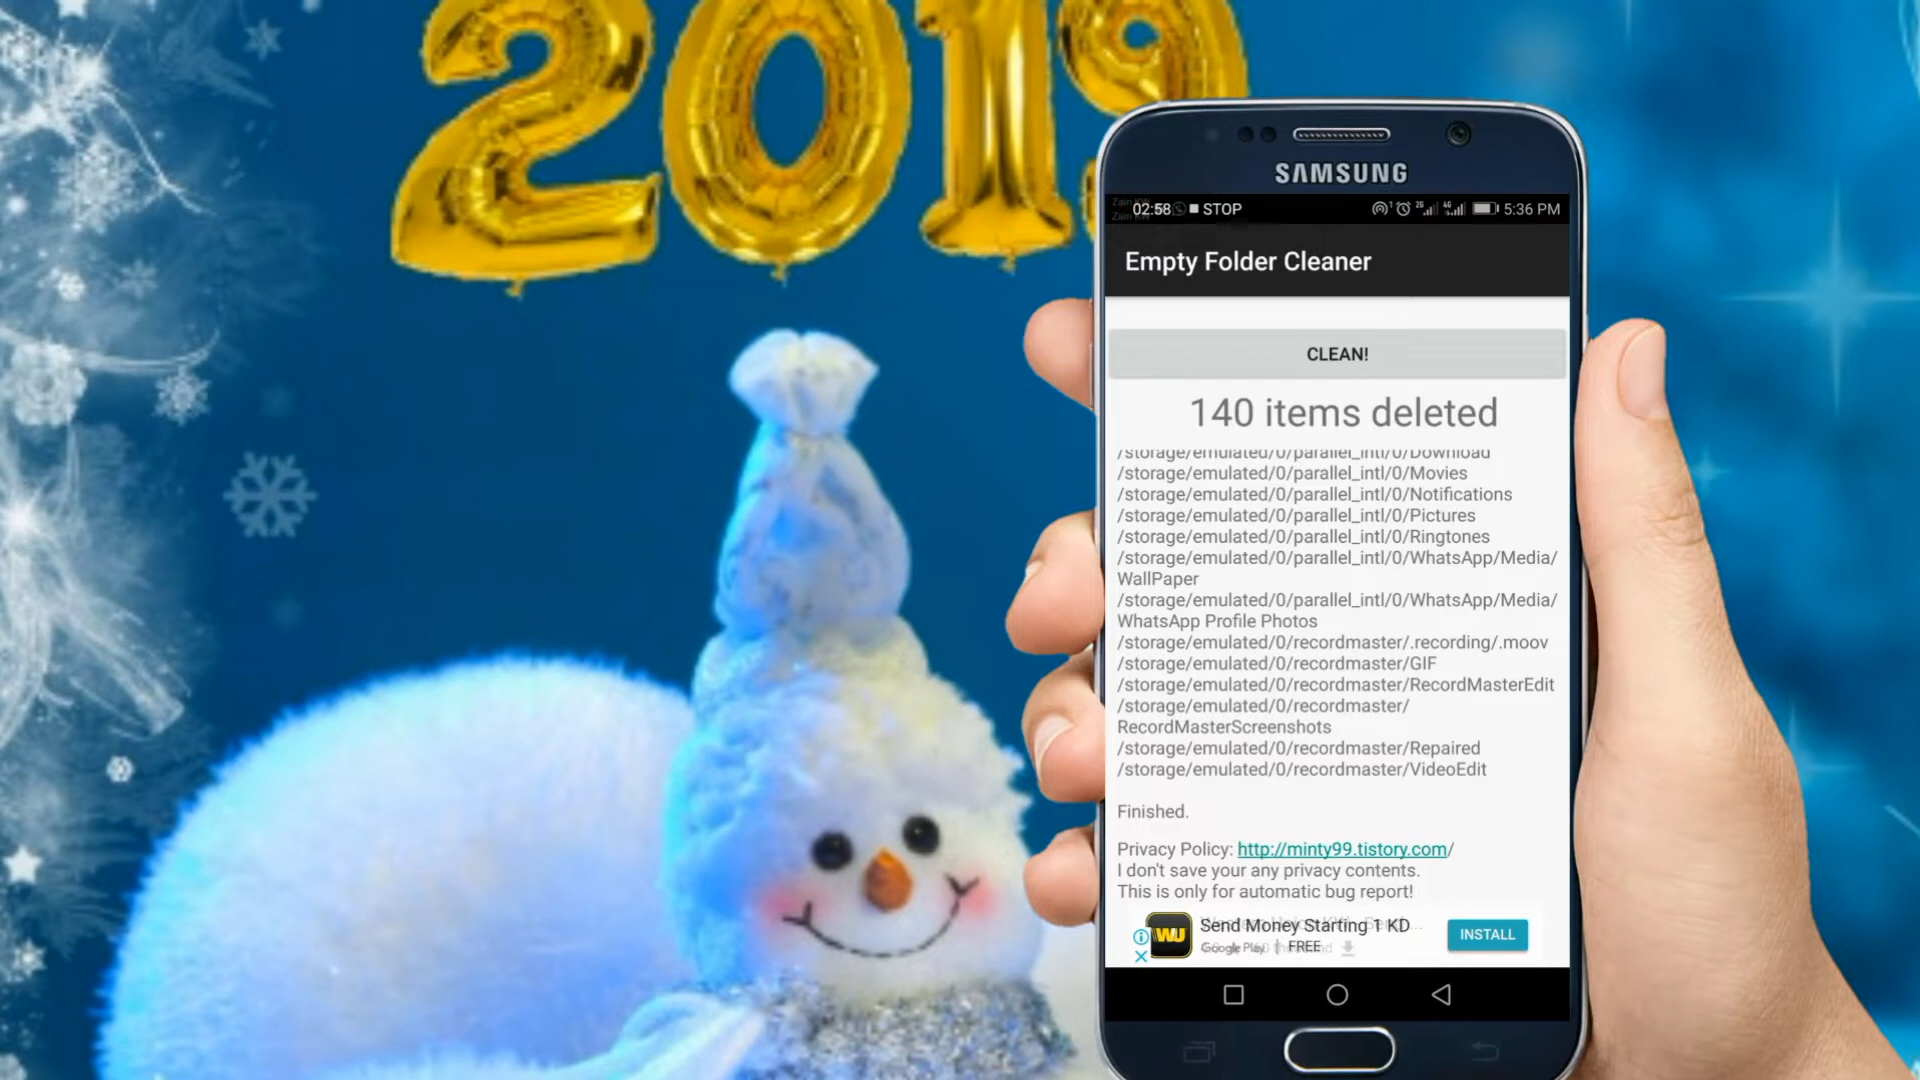 2019
SAMSUNG
Zain KW
02:58 STOP 5:36 PM
Empty Folder Cleaner
CLEAN!
140 items deleted
/storage/emulated/0/parallel_intl/0/Download
/storage/emulated/0/parallel_intl/0/Movies
/storage/emulated/0/parallel_intl/0/Notifications
/storage/emulated/0/parallel_intl/0/Pictures
/storage/emulated/0/parallel_intl/0/Ringtones
/storage/emulated/0/parallel_intl/0/WhatsApp/Media/
WallPaper
/storage/emulated/0/parallel_intl/0/WhatsApp/Media/
WhatsApp Profile Photos
/storage/emulated/0/recordmaster/.recording/.moov
/storage/emulated/0/recordmaster/GIF
/storage/emulated/0/recordmaster/RecordMasterEdit
/storage/emulated/0/recordmaster/
RecordMasterScreenshots
/storage/emulated/0/recordmaster/Repaired
/storage/emulated/0/recordmaster/VideoEdit
Finished.
Privacy Policy: http://minty99.tistory.com/
I don't save your any privacy contents.
This is only for automatic bug report!
WU
Send Money Starting 1 KD
Google Play FREE
INSTALL